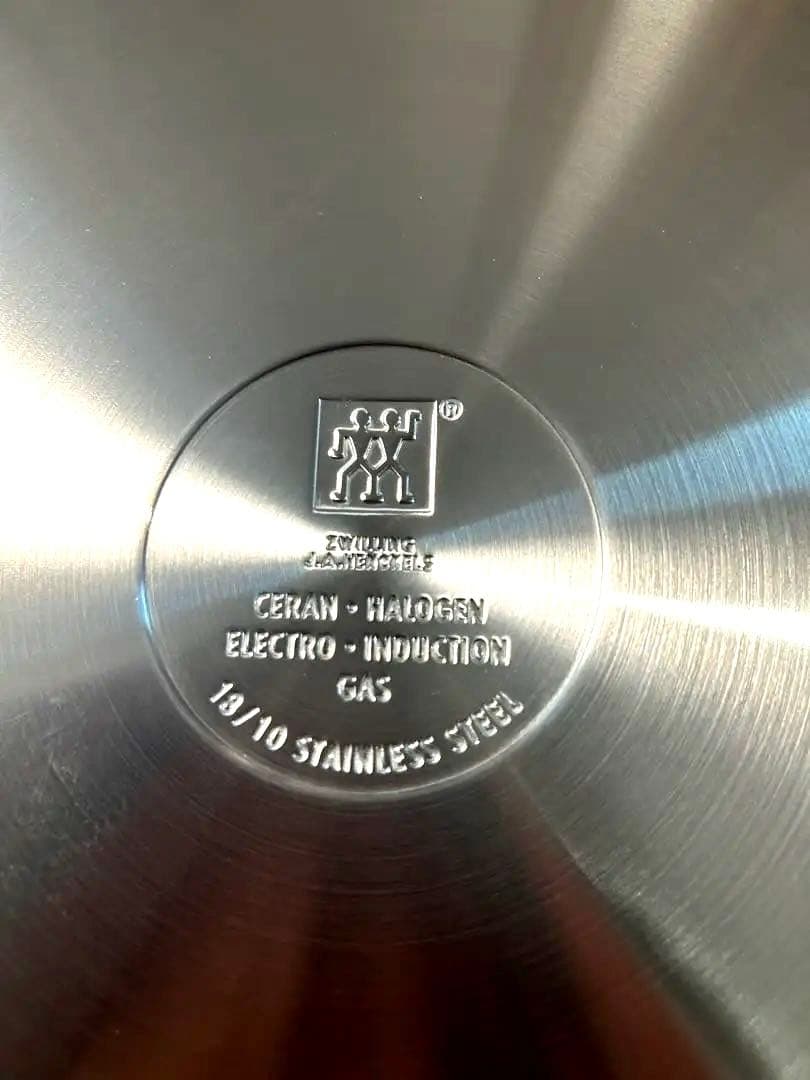 ®
ZWILLING
J.A.HENCKELS
CERAN · HALOGEN
ELECTRO · INDUCTION
GAS
18/10 STAINLESS STEEL